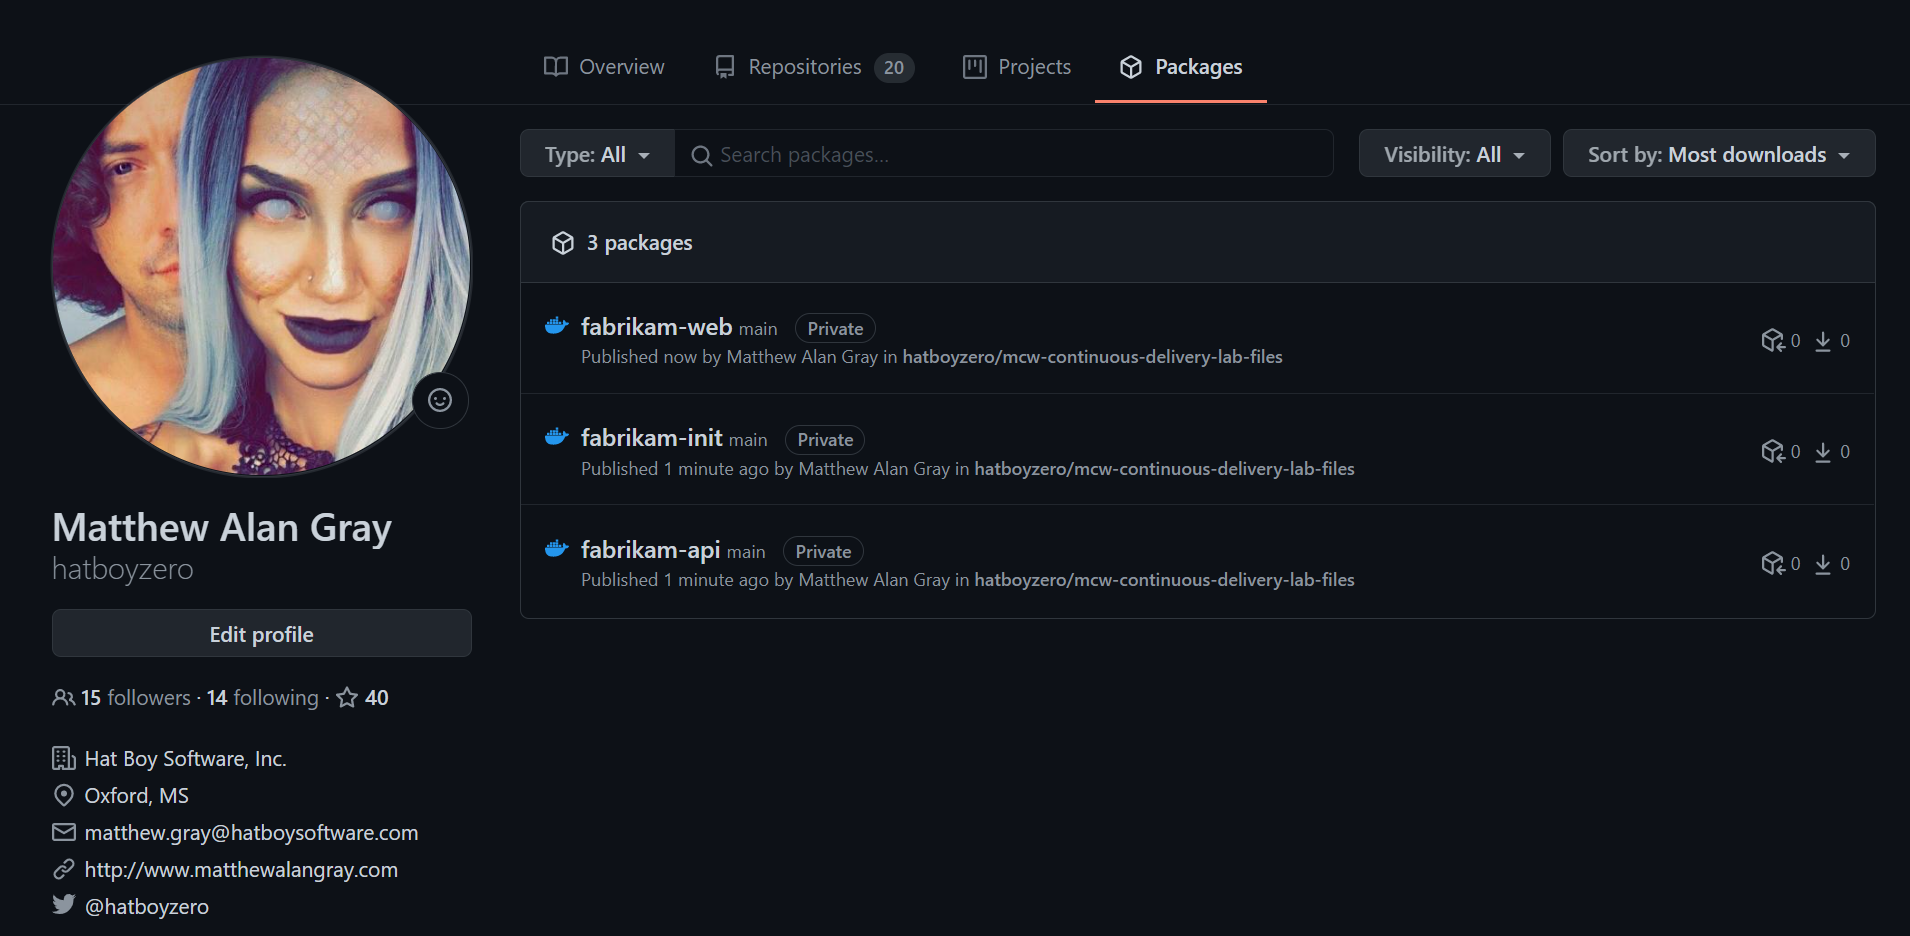 Overview
Repositories 20
Projects
Packages
Type: All
Search packages...
Visibility: All
Sort by: Most downloads
3 packages
fabrikam-web main Private
Published now by Matthew Alan Gray in hatboyzero/mcw-continuous-delivery-lab-files
0 0
fabrikam-init main Private
Published 1 minute ago by Matthew Alan Gray in hatboyzero/mcw-continuous-delivery-lab-files
0 0
fabrikam-api main Private
Published 1 minute ago by Matthew Alan Gray in hatboyzero/mcw-continuous-delivery-lab-files
0 0
Matthew Alan Gray
hatboyzero
Edit profile
15 followers · 14 following · 40
Hat Boy Software, Inc.
Oxford, MS
matthew.gray@hatboysoftware.com
http://www.matthewalangray.com
@hatboyzero